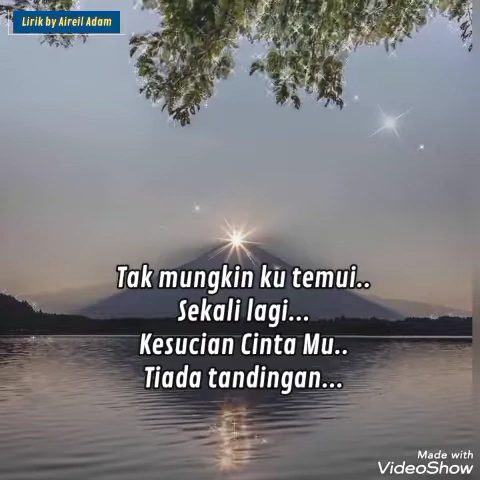 Lirik by Aireil Adam
Tak mungkin ku temui..
Sekali lagi...
Kesucian Cinta Mu..
Tiada tandingan...
Made with
VideoShow